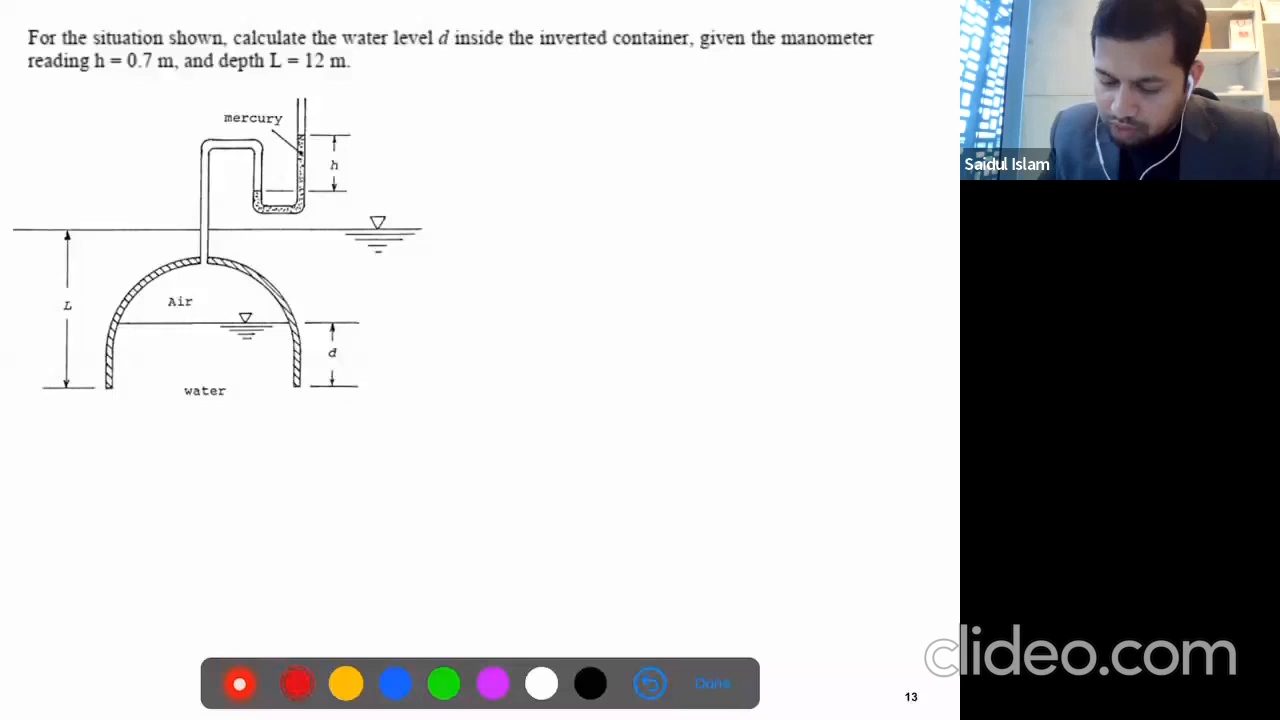 For the situation shown, calculate the water level d inside the inverted container, given the manometer
reading h = 0.7 m, and depth L = 12 m.
mercury
h
L
Air
d
water
Saidul Islam
Done
13
clideo.com